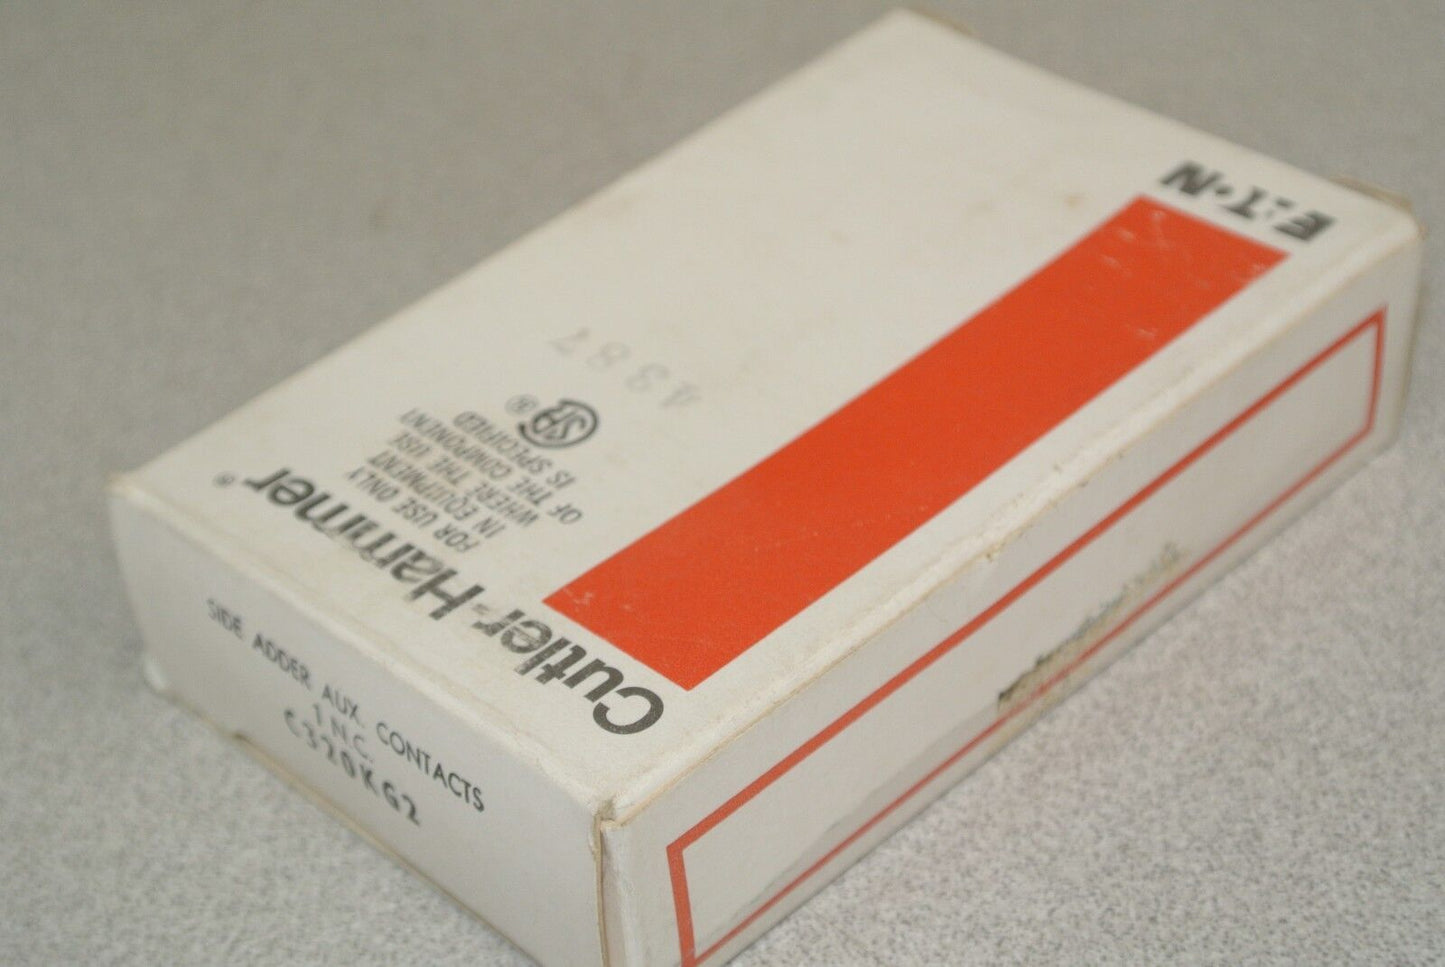 EATON
4387
FOR USE ONLY
IN EQUIPMENT
WHERE THE USE
OF THE COMPONENT
IS SPECIFIED
®
Cutler-Hammer®
SIDE ADDER AUX. CONTACTS
1 N.C.
C320KG2